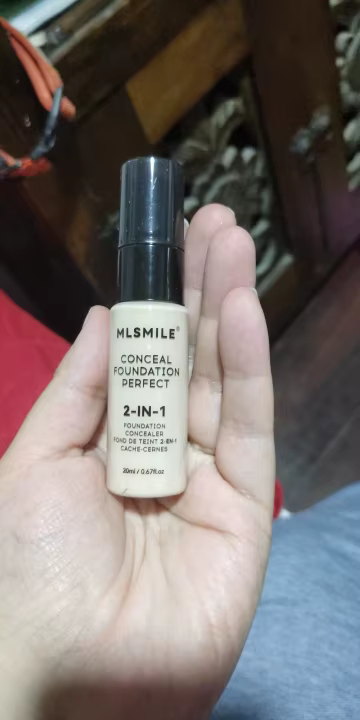 MLSMILE®
CONCEAL
FOUNDATION
PERFECT
2-IN-1
FOUNDATION
CONCEALER
FOND DE TEINT 2-EN-1
CACHE-CERNES
20ml / 0.67fl.oz